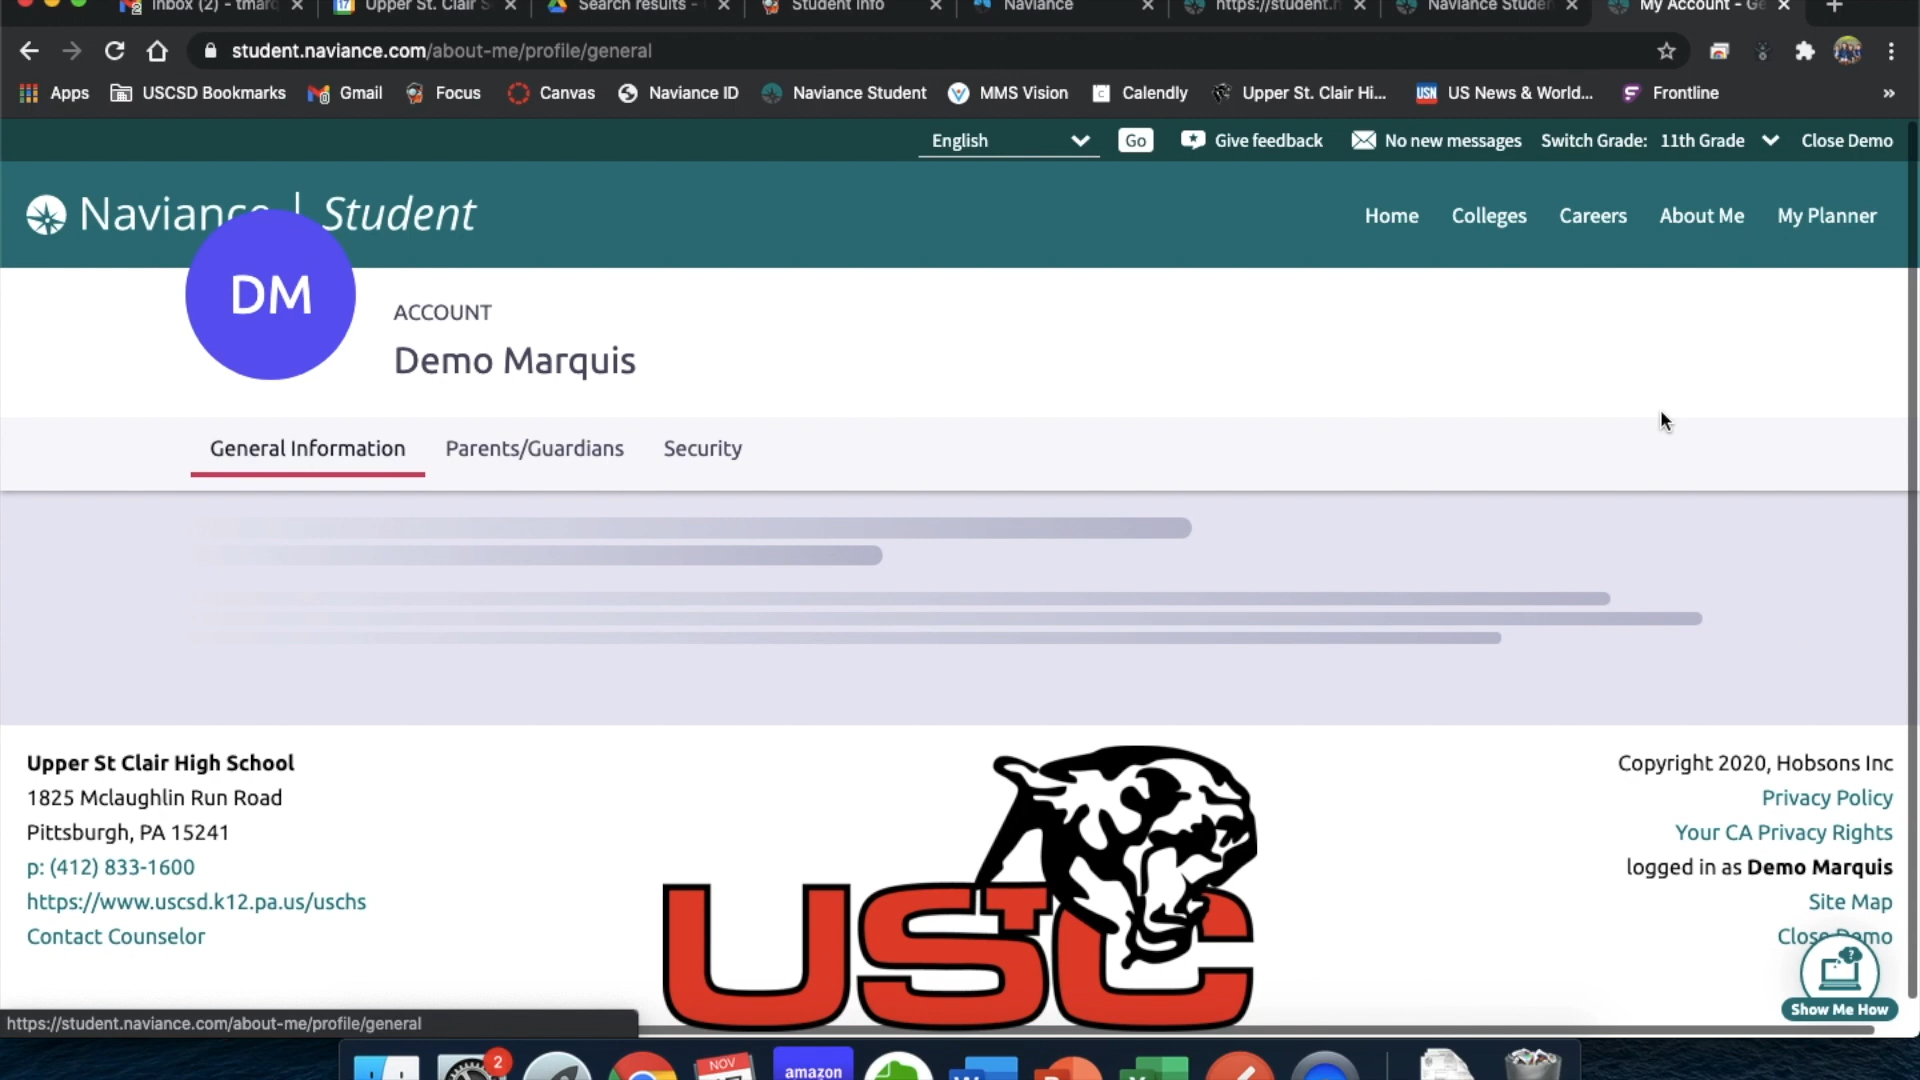 Inbox (2) - tmarq
Upper St. Clair S
Search results -
Student Info
Naviance
https://student.n
Naviance Studen
My Account - Ge
student.naviance.com/about-me/profile/general
Apps
USCSD Bookmarks
Gmail
Focus
Canvas
Naviance ID
Naviance Student
MMS Vision
Calendly
Upper St. Clair Hi...
US News & World...
Frontline
»
English
Go
Give feedback
No new messages
Switch Grade: 11th Grade
Close Demo
Naviance | Student
Home
Colleges
Careers
About Me
My Planner
DM
ACCOUNT
Demo Marquis
General Information
Parents/Guardians
Security
Upper St Clair High School
1825 Mclaughlin Run Road
Pittsburgh, PA 15241
p: (412) 833-1600
https://www.uscsd.k12.pa.us/uschs
Contact Counselor
USTC
Copyright 2020, Hobsons Inc
Privacy Policy
Your CA Privacy Rights
logged in as Demo Marquis
Site Map
Close Demo
Show Me How
https://student.naviance.com/about-me/profile/general
2
NOV
amazon